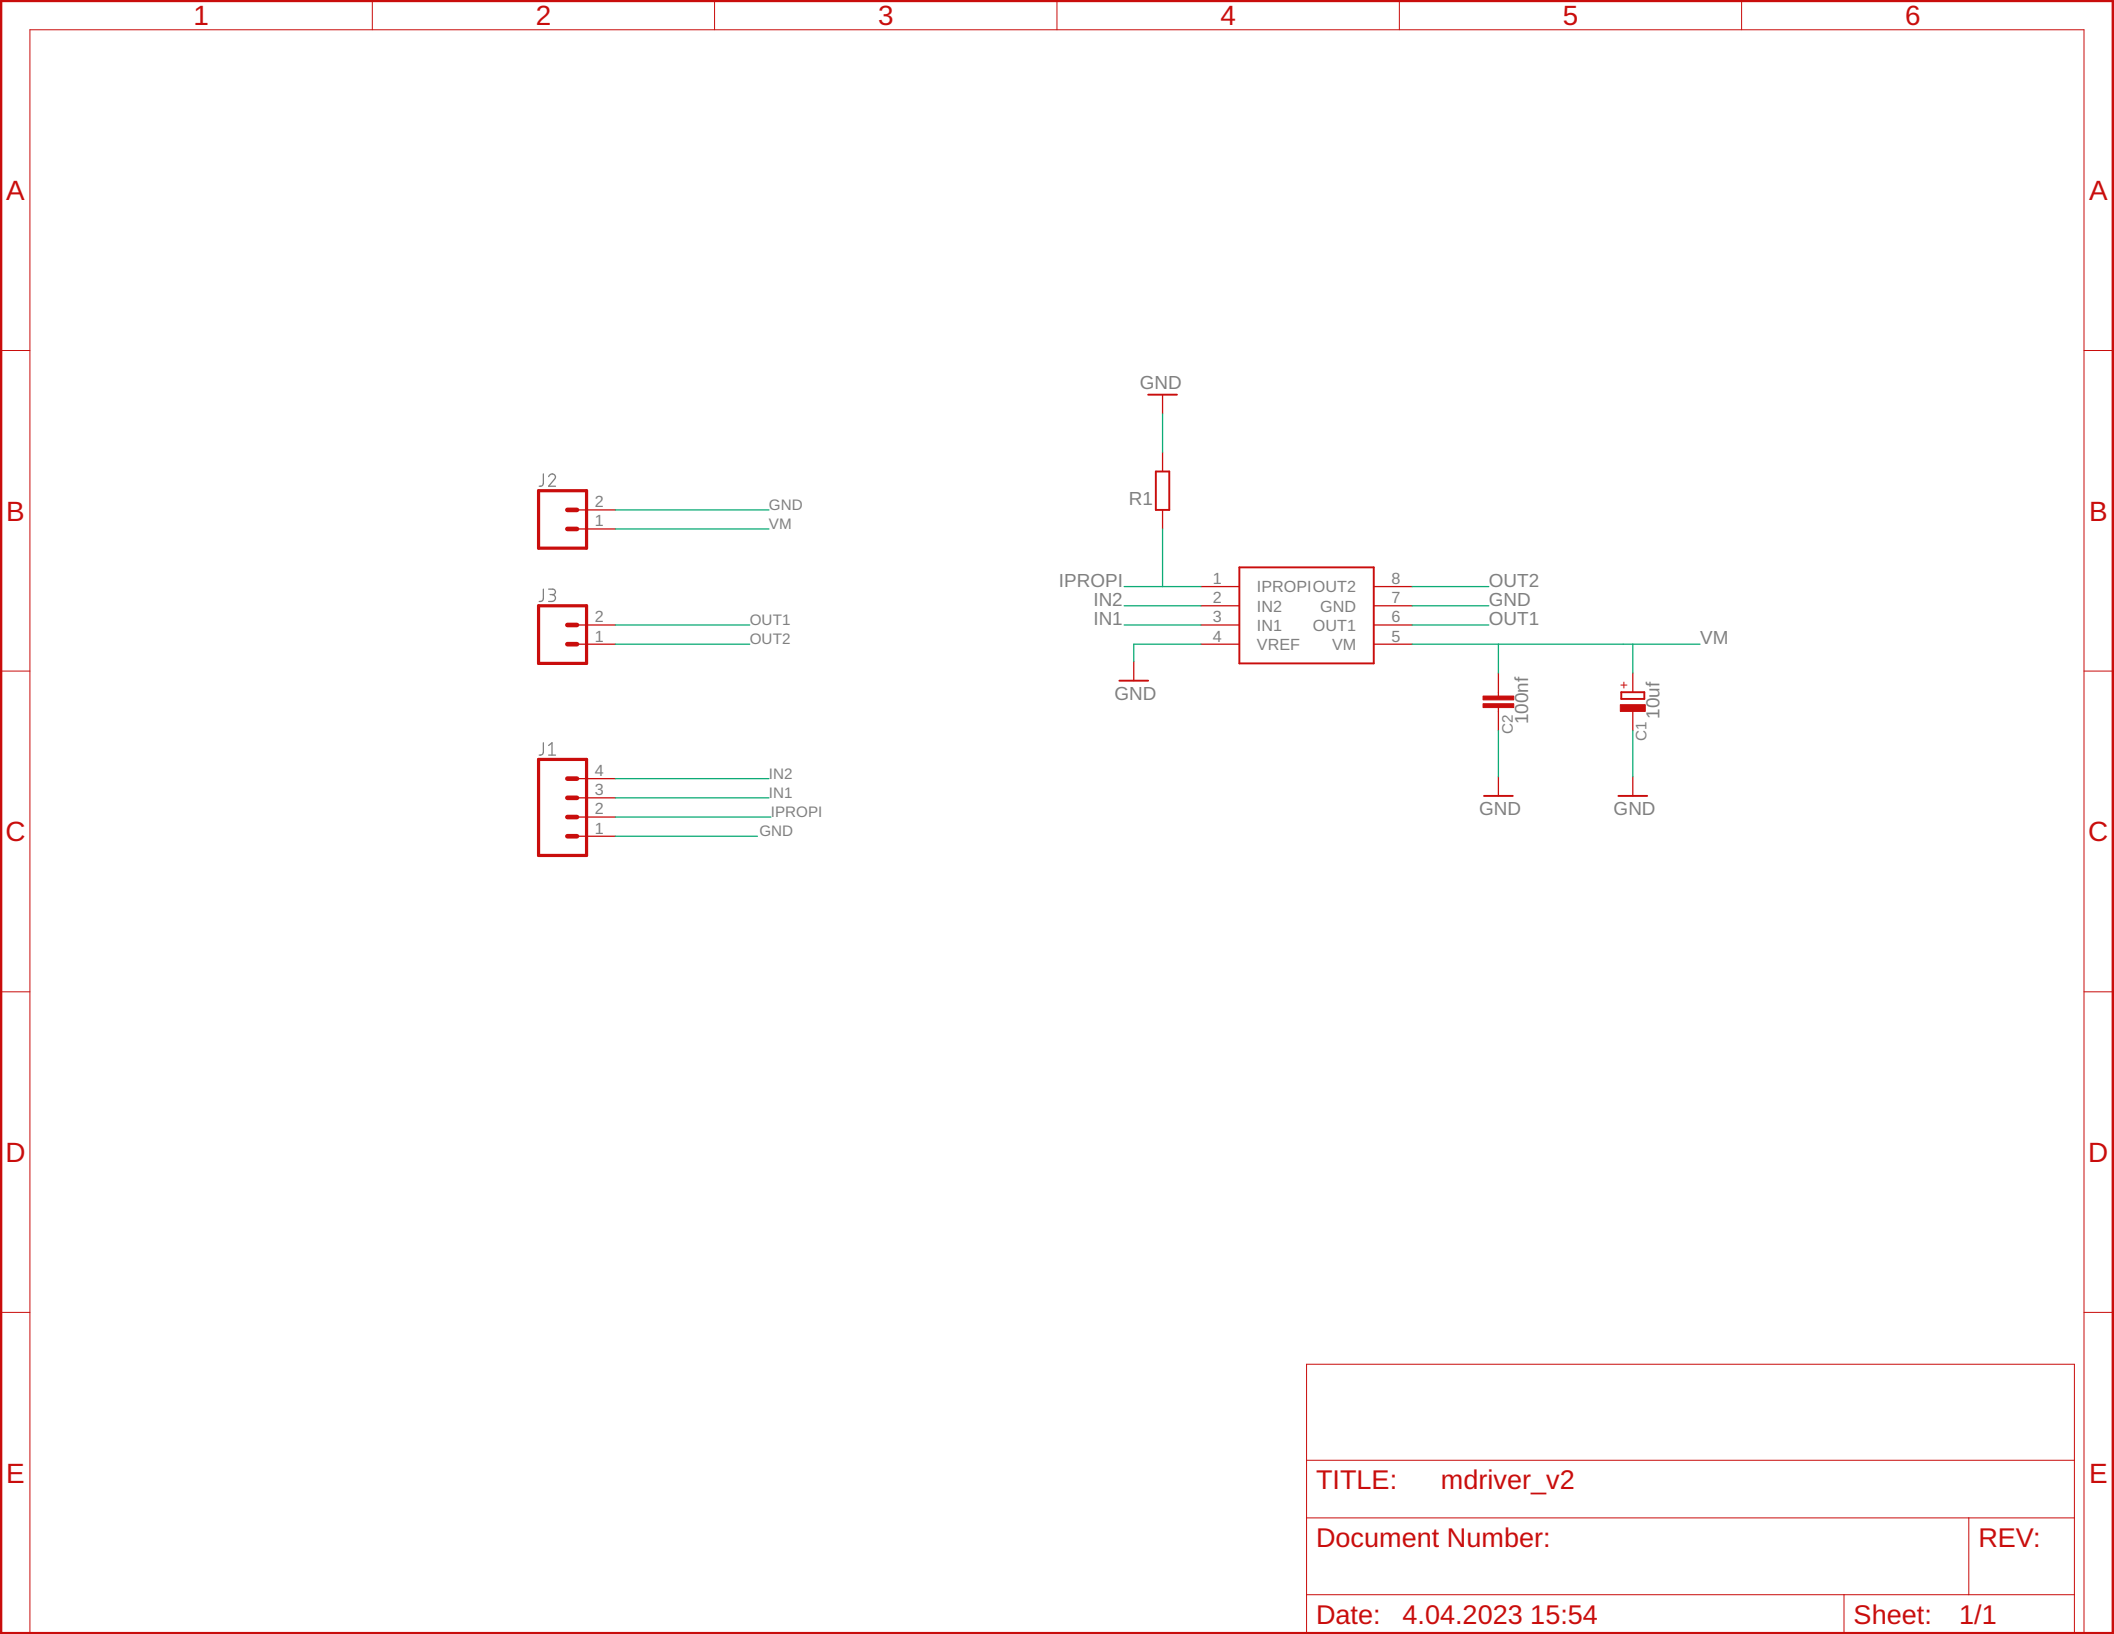 1 2 3 4 5 6
A A
B B
C C
D D
E E
J2
2 GND
1 VM
J3
2 OUT1
1 OUT2
J1
4 IN2
3 IN1
2 IPROPI
1 GND
GND
R1
IPROPI 1 IPROPI OUT2 8 OUT2
IN2 2 IN2 GND 7 GND
IN1 3 IN1 OUT1 6 OUT1
4 VREF VM 5 VM
GND
C2
100nf
GND
+
C1
10uf
GND
TITLE: mdriver_v2
Document Number: REV:
Date: 4.04.2023 15:54 Sheet: 1/1